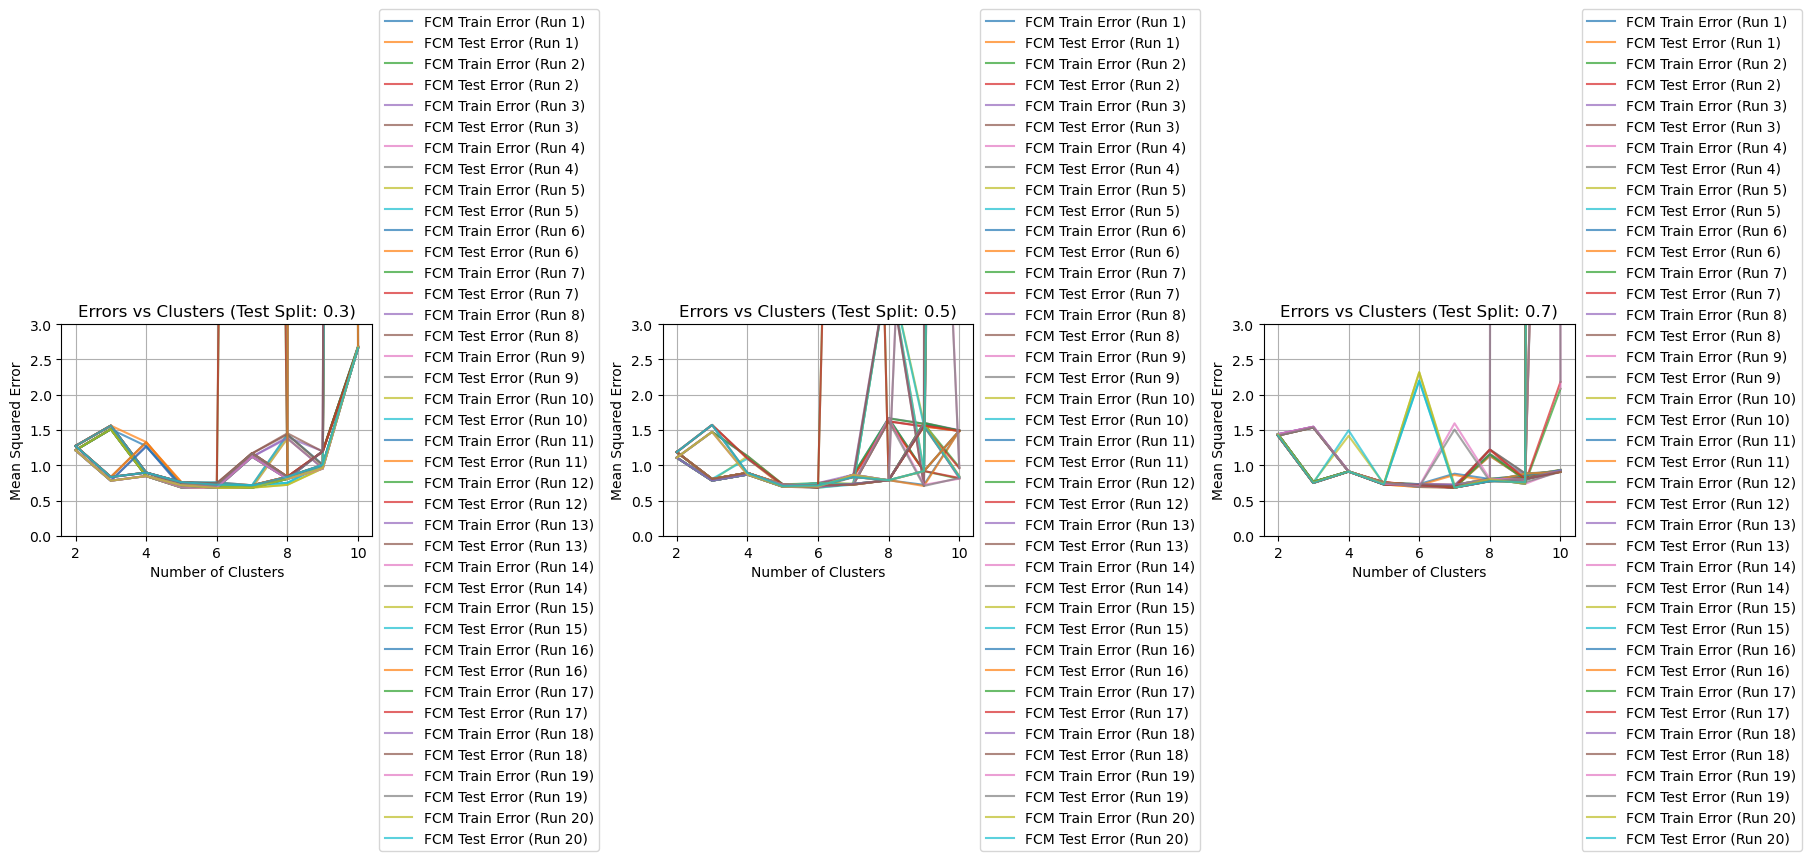 Errors vs Clusters (Test Split: 0.3)
Mean Squared Error
3.0
2.5
2.0
1.5
1.0
0.5
0.0
2 4 6 8 10
Number of Clusters
FCM Train Error (Run 1)
FCM Test Error (Run 1)
FCM Train Error (Run 2)
FCM Test Error (Run 2)
FCM Train Error (Run 3)
FCM Test Error (Run 3)
FCM Train Error (Run 4)
FCM Test Error (Run 4)
FCM Train Error (Run 5)
FCM Test Error (Run 5)
FCM Train Error (Run 6)
FCM Test Error (Run 6)
FCM Train Error (Run 7)
FCM Test Error (Run 7)
FCM Train Error (Run 8)
FCM Test Error (Run 8)
FCM Train Error (Run 9)
FCM Test Error (Run 9)
FCM Train Error (Run 10)
FCM Test Error (Run 10)
FCM Train Error (Run 11)
FCM Test Error (Run 11)
FCM Train Error (Run 12)
FCM Test Error (Run 12)
FCM Train Error (Run 13)
FCM Test Error (Run 13)
FCM Train Error (Run 14)
FCM Test Error (Run 14)
FCM Train Error (Run 15)
FCM Test Error (Run 15)
FCM Train Error (Run 16)
FCM Test Error (Run 16)
FCM Train Error (Run 17)
FCM Test Error (Run 17)
FCM Train Error (Run 18)
FCM Test Error (Run 18)
FCM Train Error (Run 19)
FCM Test Error (Run 19)
FCM Train Error (Run 20)
FCM Test Error (Run 20)
Errors vs Clusters (Test Split: 0.5)
Mean Squared Error
3.0
2.5
2.0
1.5
1.0
0.5
0.0
2 4 6 8 10
Number of Clusters
FCM Train Error (Run 1)
FCM Test Error (Run 1)
FCM Train Error (Run 2)
FCM Test Error (Run 2)
FCM Train Error (Run 3)
FCM Test Error (Run 3)
FCM Train Error (Run 4)
FCM Test Error (Run 4)
FCM Train Error (Run 5)
FCM Test Error (Run 5)
FCM Train Error (Run 6)
FCM Test Error (Run 6)
FCM Train Error (Run 7)
FCM Test Error (Run 7)
FCM Train Error (Run 8)
FCM Test Error (Run 8)
FCM Train Error (Run 9)
FCM Test Error (Run 9)
FCM Train Error (Run 10)
FCM Test Error (Run 10)
FCM Train Error (Run 11)
FCM Test Error (Run 11)
FCM Train Error (Run 12)
FCM Test Error (Run 12)
FCM Train Error (Run 13)
FCM Test Error (Run 13)
FCM Train Error (Run 14)
FCM Test Error (Run 14)
FCM Train Error (Run 15)
FCM Test Error (Run 15)
FCM Train Error (Run 16)
FCM Test Error (Run 16)
FCM Train Error (Run 17)
FCM Test Error (Run 17)
FCM Train Error (Run 18)
FCM Test Error (Run 18)
FCM Train Error (Run 19)
FCM Test Error (Run 19)
FCM Train Error (Run 20)
FCM Test Error (Run 20)
Errors vs Clusters (Test Split: 0.7)
Mean Squared Error
3.0
2.5
2.0
1.5
1.0
0.5
0.0
2 4 6 8 10
Number of Clusters
FCM Train Error (Run 1)
FCM Test Error (Run 1)
FCM Train Error (Run 2)
FCM Test Error (Run 2)
FCM Train Error (Run 3)
FCM Test Error (Run 3)
FCM Train Error (Run 4)
FCM Test Error (Run 4)
FCM Train Error (Run 5)
FCM Test Error (Run 5)
FCM Train Error (Run 6)
FCM Test Error (Run 6)
FCM Train Error (Run 7)
FCM Test Error (Run 7)
FCM Train Error (Run 8)
FCM Test Error (Run 8)
FCM Train Error (Run 9)
FCM Test Error (Run 9)
FCM Train Error (Run 10)
FCM Test Error (Run 10)
FCM Train Error (Run 11)
FCM Test Error (Run 11)
FCM Train Error (Run 12)
FCM Test Error (Run 12)
FCM Train Error (Run 13)
FCM Test Error (Run 13)
FCM Train Error (Run 14)
FCM Test Error (Run 14)
FCM Train Error (Run 15)
FCM Test Error (Run 15)
FCM Train Error (Run 16)
FCM Test Error (Run 16)
FCM Train Error (Run 17)
FCM Test Error (Run 17)
FCM Train Error (Run 18)
FCM Test Error (Run 18)
FCM Train Error (Run 19)
FCM Test Error (Run 19)
FCM Train Error (Run 20)
FCM Test Error (Run 20)